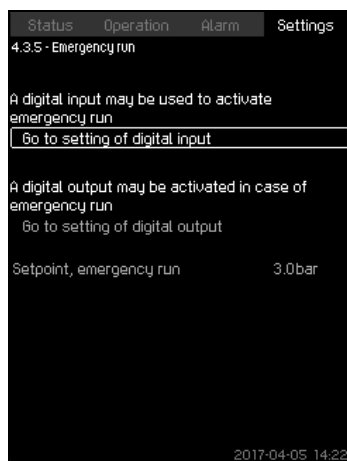 Status Operation Alarm Settings
4.3.5 - Emergency run
A digital input may be used to activate
emergency run
Go to setting of digital input
A digital output may be activated in case of
emergency run
Go to setting of digital output
Setpoint, emergency run 3.0bar
2017-04-05 14:22